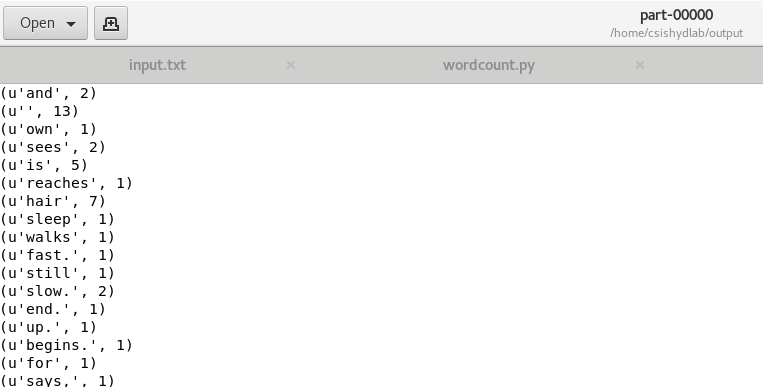 Open
part-00000
/home/csishydlab/output
input.txt × wordcount.py ×
(u'and', 2)
(u'', 13)
(u'own', 1)
(u'sees', 2)
(u'is', 5)
(u'reaches', 1)
(u'hair', 7)
(u'sleep', 1)
(u'walks', 1)
(u'fast.', 1)
(u'still', 1)
(u'slow.', 2)
(u'end.', 1)
(u'up.', 1)
(u'begins.', 1)
(u'for', 1)
(u'says,', 1)